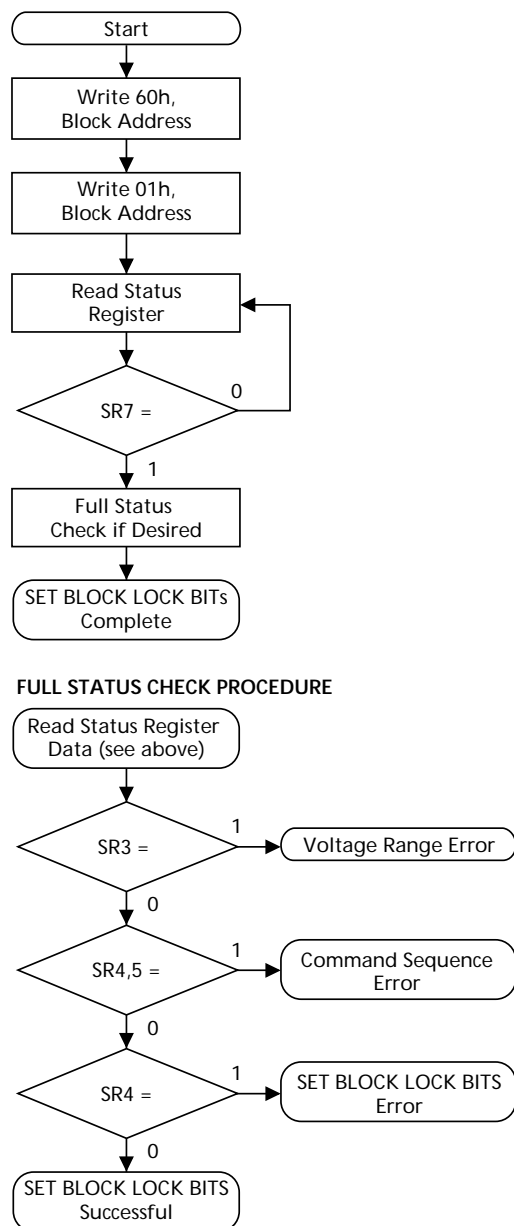 Start
Write 60h,
Block Address
Write 01h,
Block Address
Read Status
Register
0
SR7 =
1
Full Status
Check if Desired
SET BLOCK LOCK BITs
Complete
FULL STATUS CHECK PROCEDURE
Read Status Register
Data (see above)
1
SR3 =
Voltage Range Error
0
1
SR4,5 =
Command Sequence
Error
0
1
SR4 =
SET BLOCK LOCK BITS
Error
0
SET BLOCK LOCK BITS
Successful